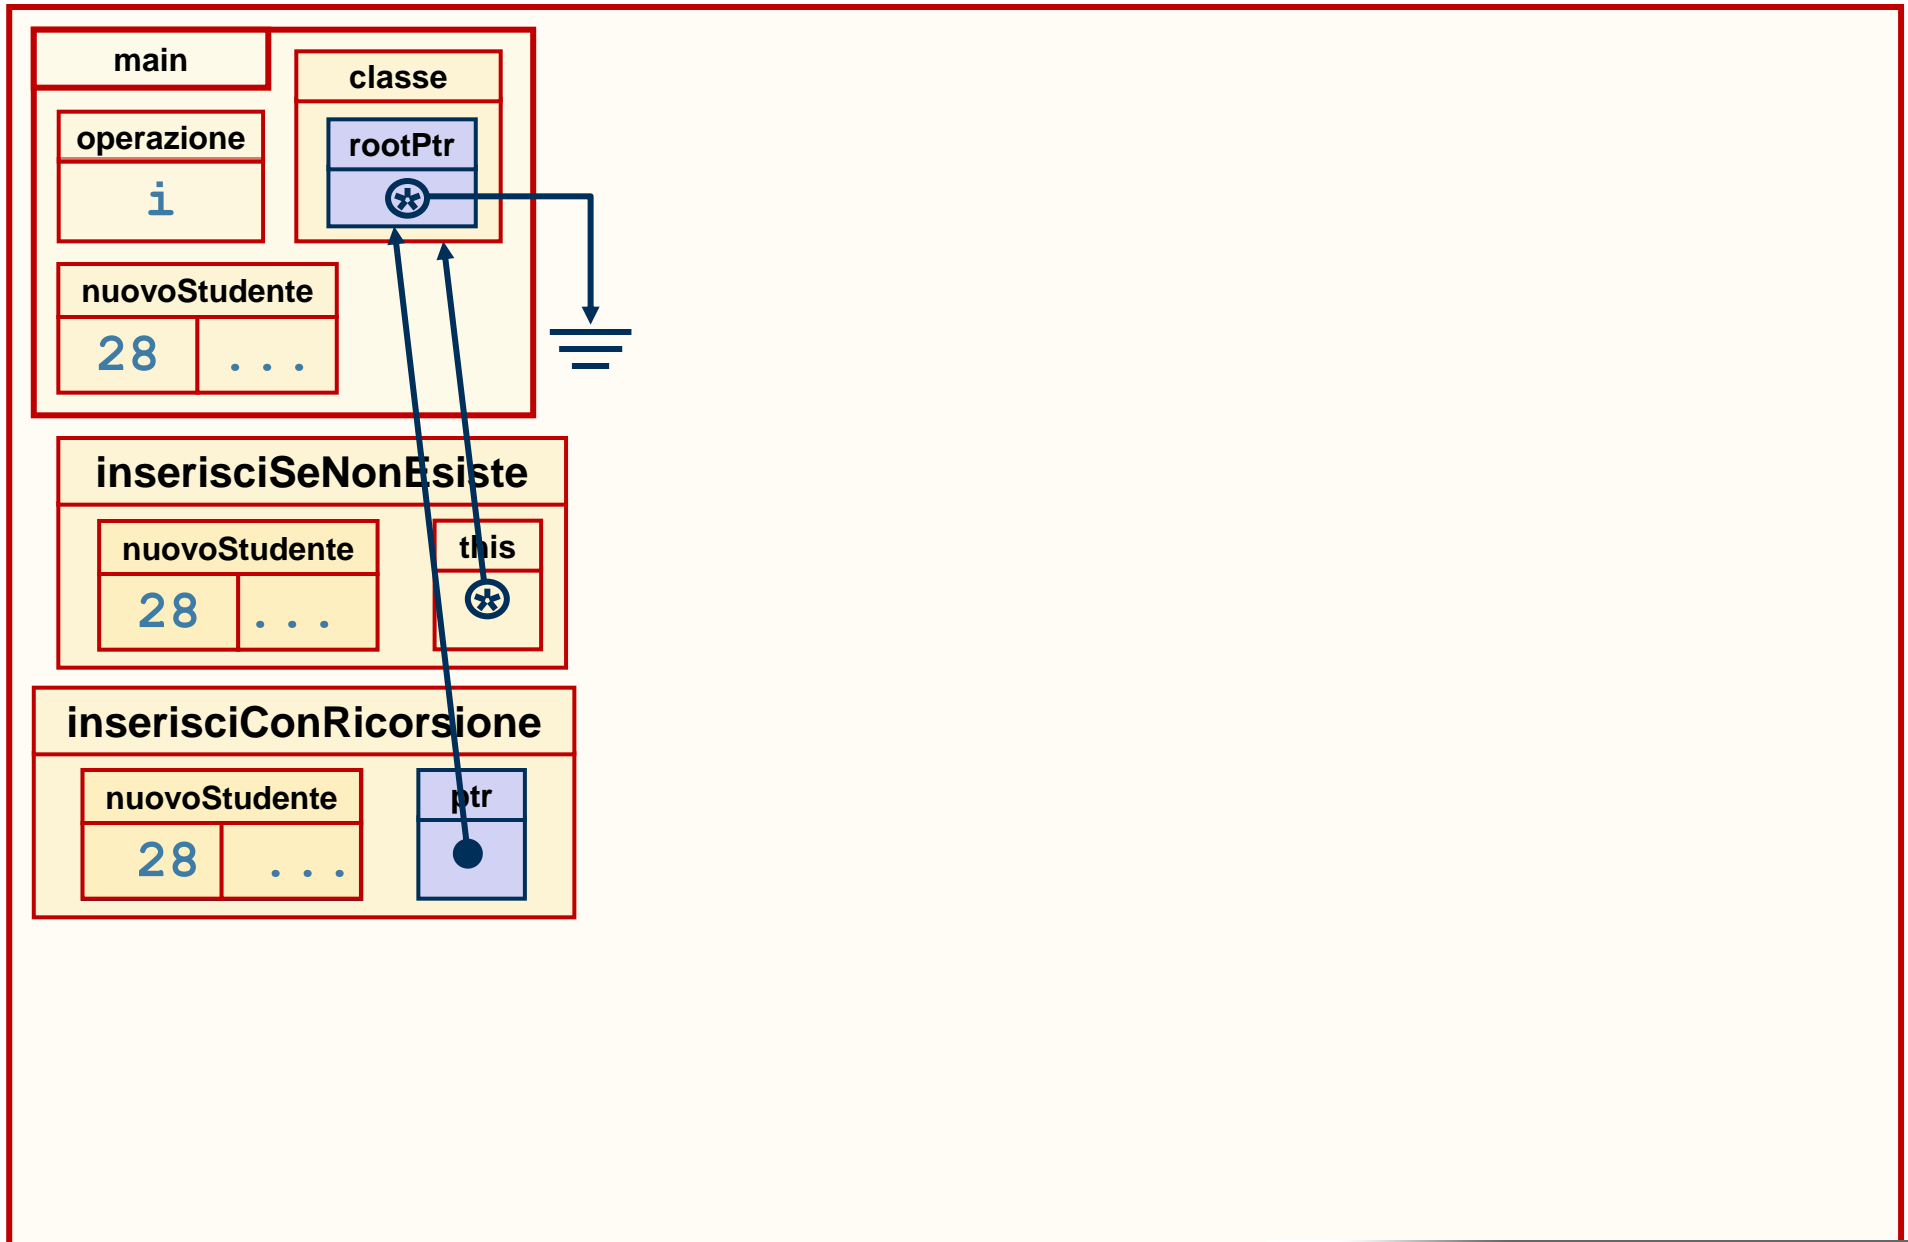 main
classe
operazione
rootPtr
i
*
nuovoStudente
28 ...
inserisciSeNonEsiste
nuovoStudente this
28 ... *
inserisciConRicorsione
nuovoStudente ptr
28 ...